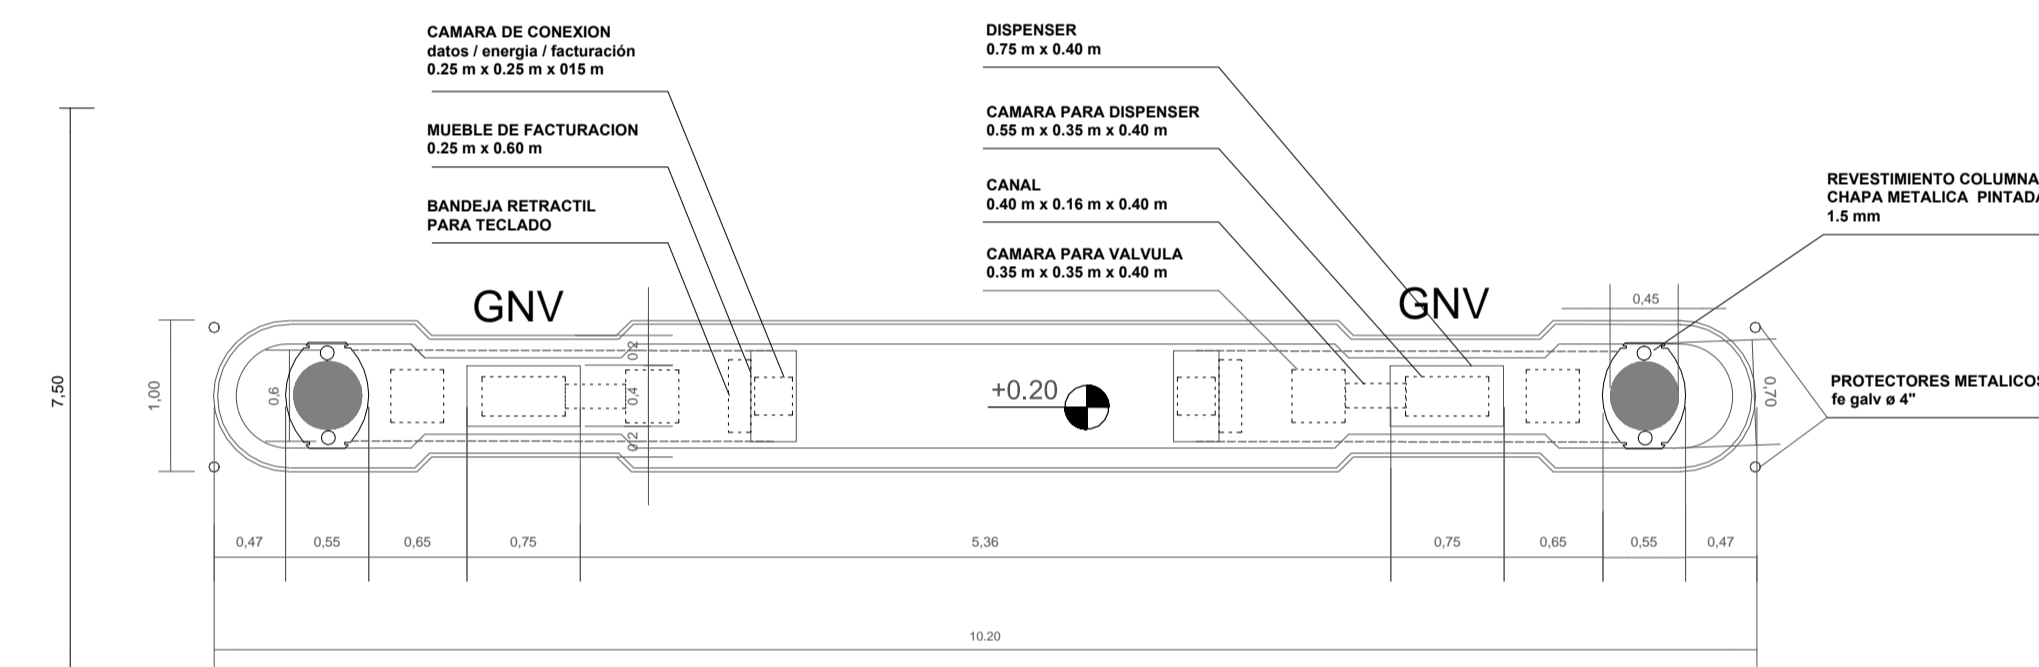 CAMARA DE CONEXION
datos / energia / facturación
0.25 m x 0.25 m x 015 m
MUEBLE DE FACTURACION
0.25 m x 0.60 m
BANDEJA RETRACTIL
PARA TECLADO
DISPENSER
0.75 m x 0.40 m
CAMARA PARA DISPENSER
0.55 m x 0.35 m x 0.40 m
CANAL
0.40 m x 0.16 m x 0.40 m
CAMARA PARA VALVULA
0.35 m x 0.35 m x 0.40 m
REVESTIMIENTO COLUMNA
CHAPA METALICA PINTADA
1.5 mm
GNV
GNV
0,45
7,50
1,00
0,6
0,2
0,4
0,2
+0.20
0,70
PROTECTORES METALICOS
fe galv ø 4"
0,47
0,55
0,65
0,75
5,36
0,75
0,65
0,55
0,47
10.20